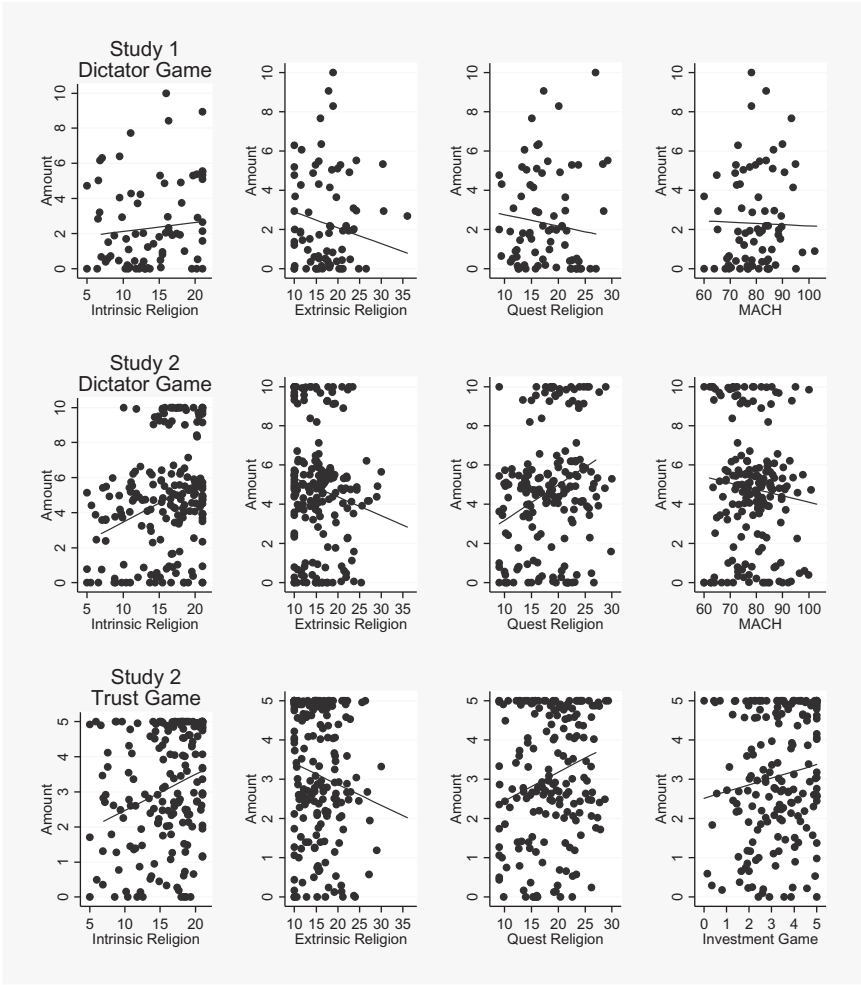 Study 1
Dictator Game
Amount
0 2 4 6 8 10
5 10 15 20
Intrinsic Religion
Amount
0 2 4 6 8 10
10 15 20 25 30 35
Extrinsic Religion
Amount
0 2 4 6 8 10
10 15 20 25 30
Quest Religion
Amount
0 2 4 6 8 10
60 70 80 90 100
MACH
Study 2
Dictator Game
Amount
0 2 4 6 8 10
5 10 15 20
Intrinsic Religion
Amount
0 2 4 6 8 10
10 15 20 25 30 35
Extrinsic Religion
Amount
0 2 4 6 8 10
10 15 20 25 30
Quest Religion
Amount
0 2 4 6 8 10
60 70 80 90 100
MACH
Study 2
Trust Game
Amount
0 1 2 3 4 5
5 10 15 20
Intrinsic Religion
Amount
0 1 2 3 4 5
10 15 20 25 30 35
Extrinsic Religion
Amount
0 1 2 3 4 5
10 15 20 25 30
Quest Religion
Amount
0 1 2 3 4 5
0 1 2 3 4 5
Investment Game